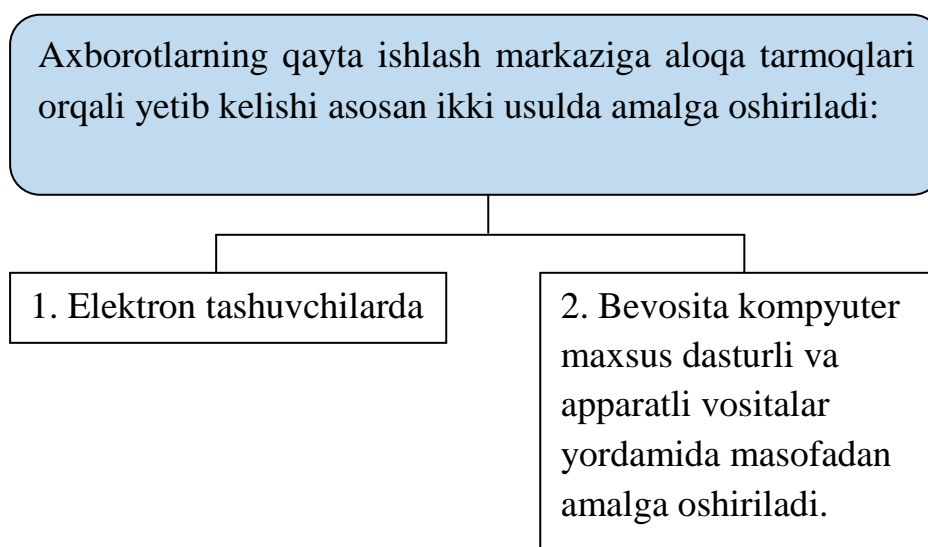 Axborotlarning qayta ishlash markaziga aloqa tarmoqlari
orqali yetib kelishi asosan ikki usulda amalga oshiriladi:
1. Elektron tashuvchilarda
2. Bevosita kompyuter
maxsus dasturli va
apparatli vositalar
yordamida masofadan
amalga oshiriladi.